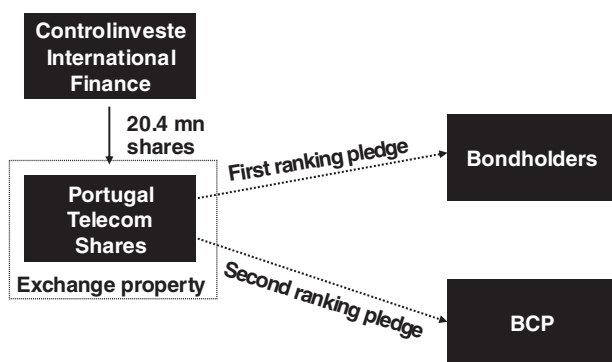 Controlinveste
International
Finance
20.4 mn
shares
First ranking pledge
Bondholders
Portugal
Telecom
Shares
Exchange property
Second ranking pledge
BCP